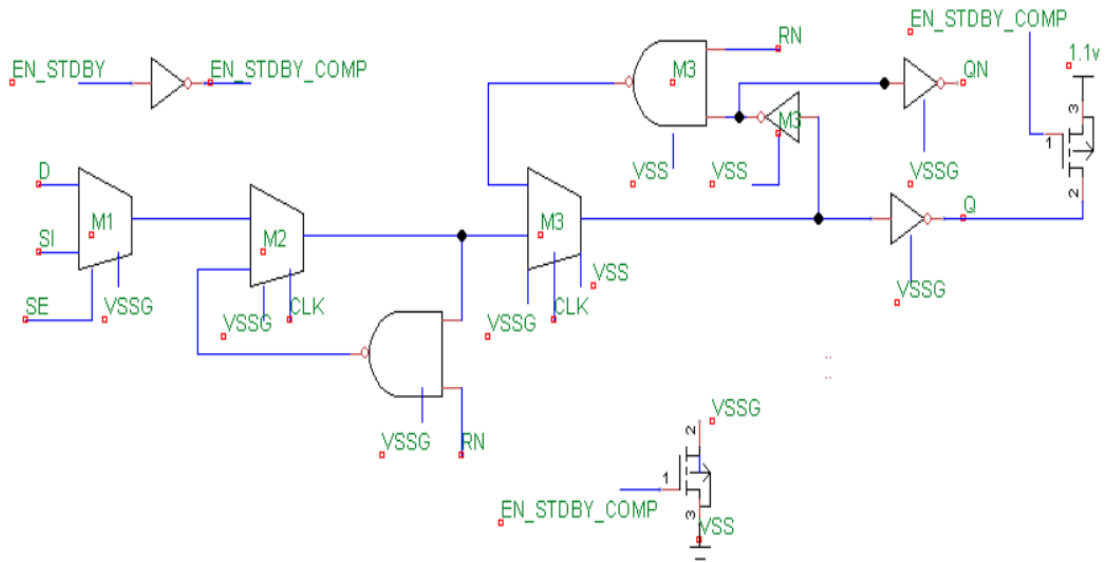 EN_STDBY_COMP
RN
1.1v
EN_STDBY
EN_STDBY_COMP
M3
QN
3
M3
1
D
VSS
VSS
VSSG
2
M1
M3
Q
SI
M2
VSS
SE
VSSG
CLK
VSSG
CLK
VSSG
VSSG
VSSG
RN
VSSG
2
1
EN_STDBY_COMP
3
VSS